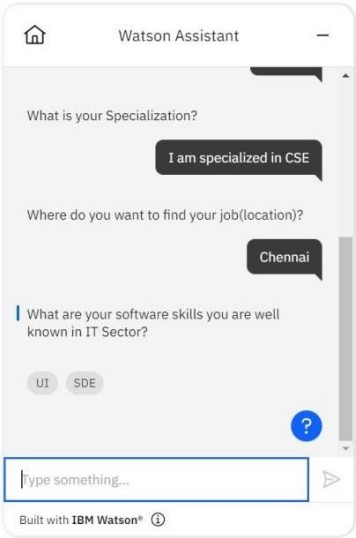 Watson Assistant
What is your Specialization?
I am specialized in CSE
Where do you want to find your job(location)?
Chennai
What are your software skills you are well
known in IT Sector?
UI SDE
?
Type something...
Built with IBM Watson®